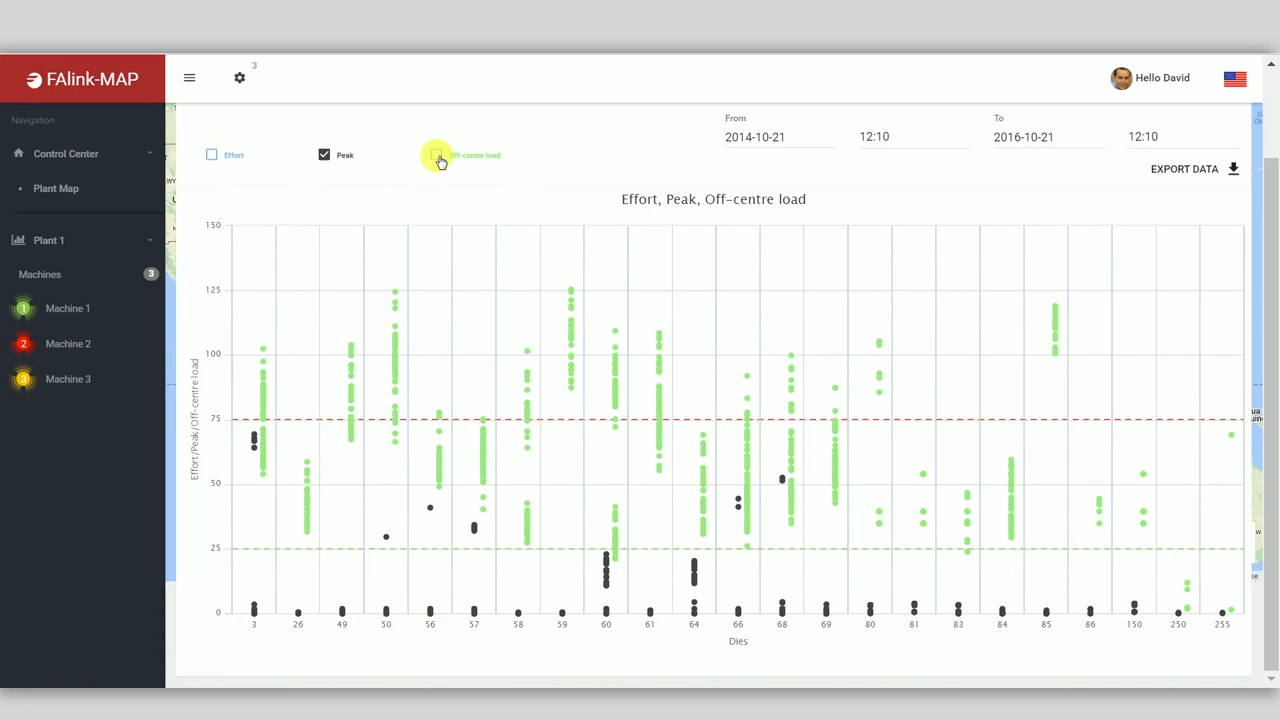 FAlink-MAP
3
Hello David
Navigation
Control Center
Plant Map
Plant 1
Machines 3
1 Machine 1
2 Machine 2
3 Machine 3
From
2014-10-21 12:10
To
2016-10-21 12:10
Effort
Peak
Off-centre load
EXPORT DATA
Effort, Peak, Off-centre load
Effort/Peak/Off-centre load
150
125
100
75
50
25
0
3 26 49 50 56 57 58 59 60 61 64 66 68 69 80 81 83 84 85 86 150 250 255
Dies